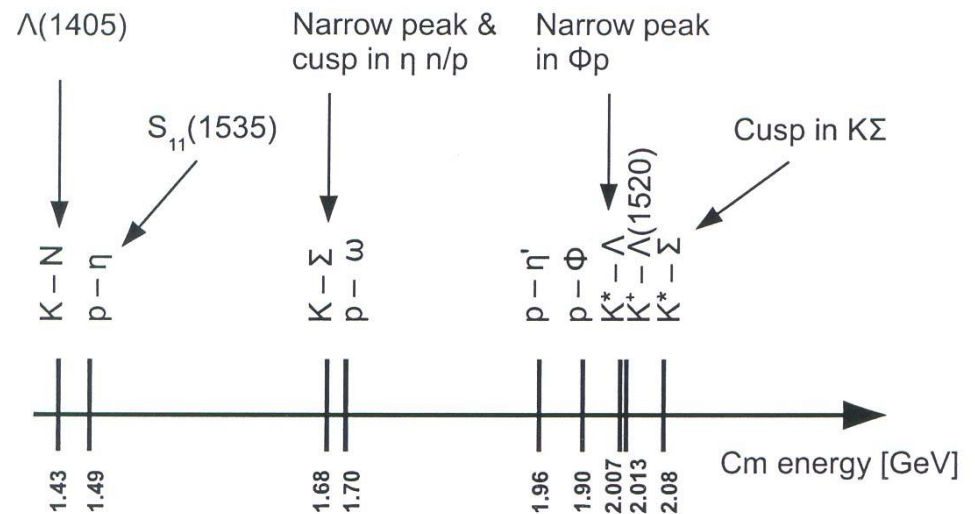 Λ(1405)
Narrow peak &
cusp in η n/p
Narrow peak
in Φp
S₁₁(1535)
Cusp in KΣ
K – N
p – η
K – Σ
p – ω
p – η'
p – Φ
K* – Λ
K⁺ – Λ(1520)
K* – Σ
1.43
1.49
1.68
1.70
1.96
1.90
2.007
2.013
2.08
Cm energy [GeV]